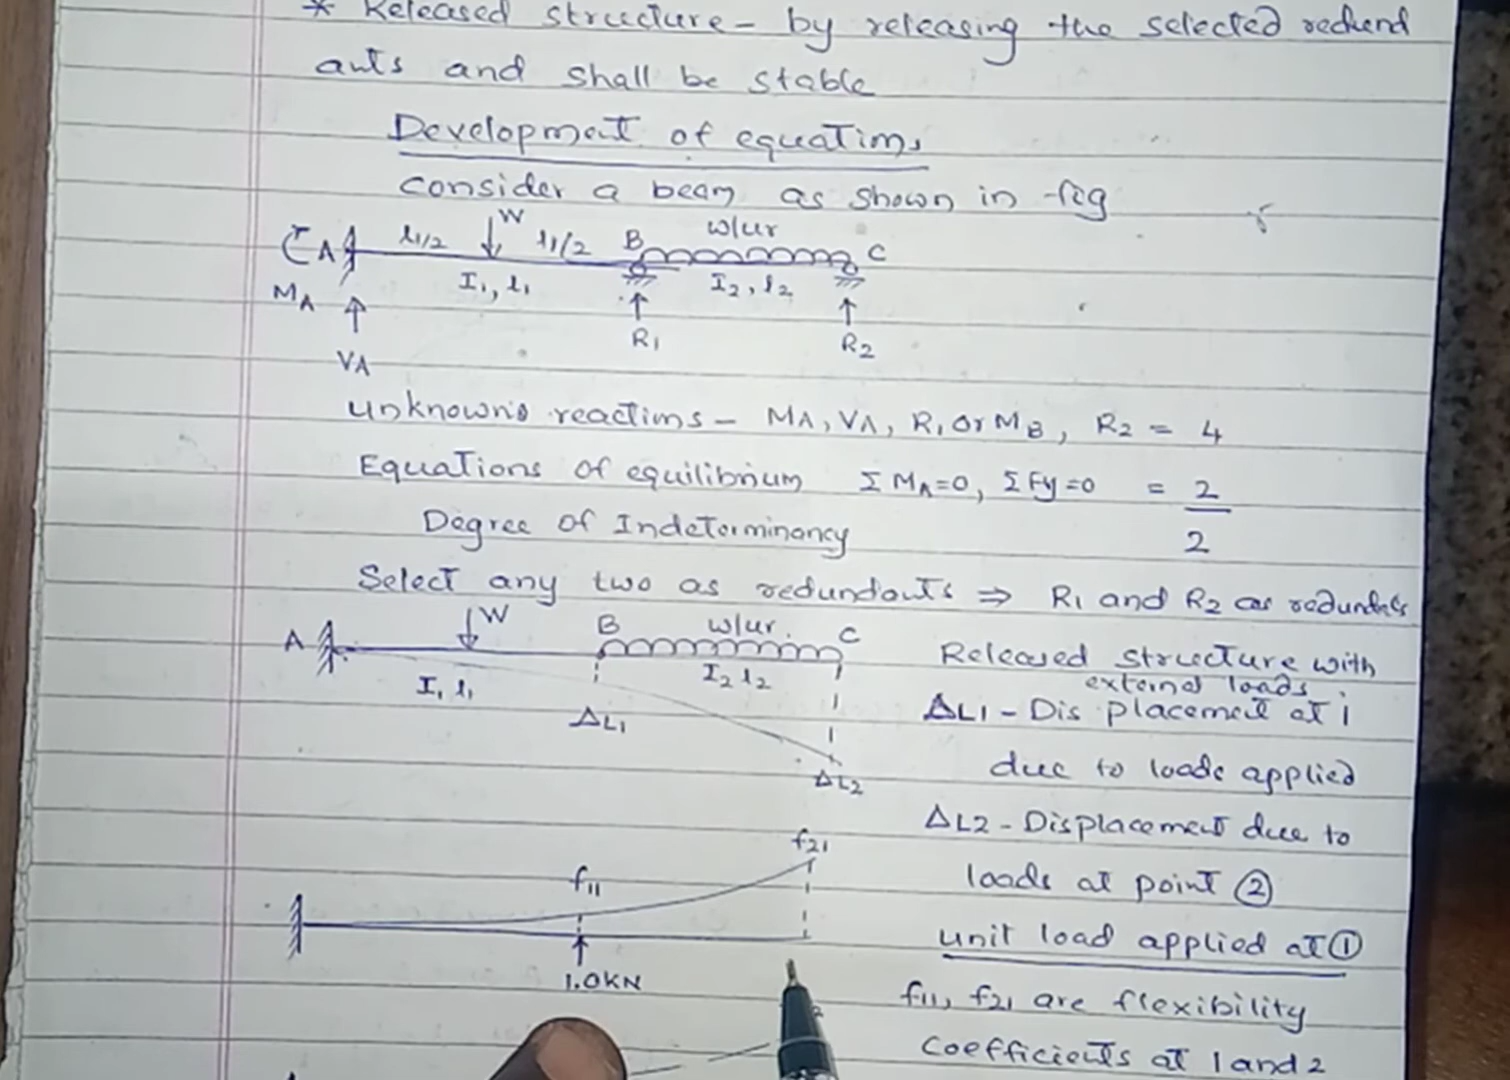 * Released structure - by releasing the selected redund
ants and shall be stable
Development of equations
consider a beam as shown in fig
A l1/2 W l1/2 B w/ur C
MA I1, l1 I2, l2
VA R1 R2
unknowns reactions - MA, VA, R1 or MB, R2 = 4
Equations of equilibrium Σ MA=0, Σ Fy=0 = 2
Degree of Indeterminancy 2
Select any two as redundants ⇒ R1 and R2 as redundants
A W B w/ur. C
I1 l1 I2 l2
ΔL1
ΔL2
Released structure with
external loads
ΔL1 - Displacement at 1
due to loads applied
ΔL2 - Displacement due to
loads at point ②
f11 f21
1.0KN
unit load applied at ①
f11, f21 are flexibility
coefficients at 1 and 2